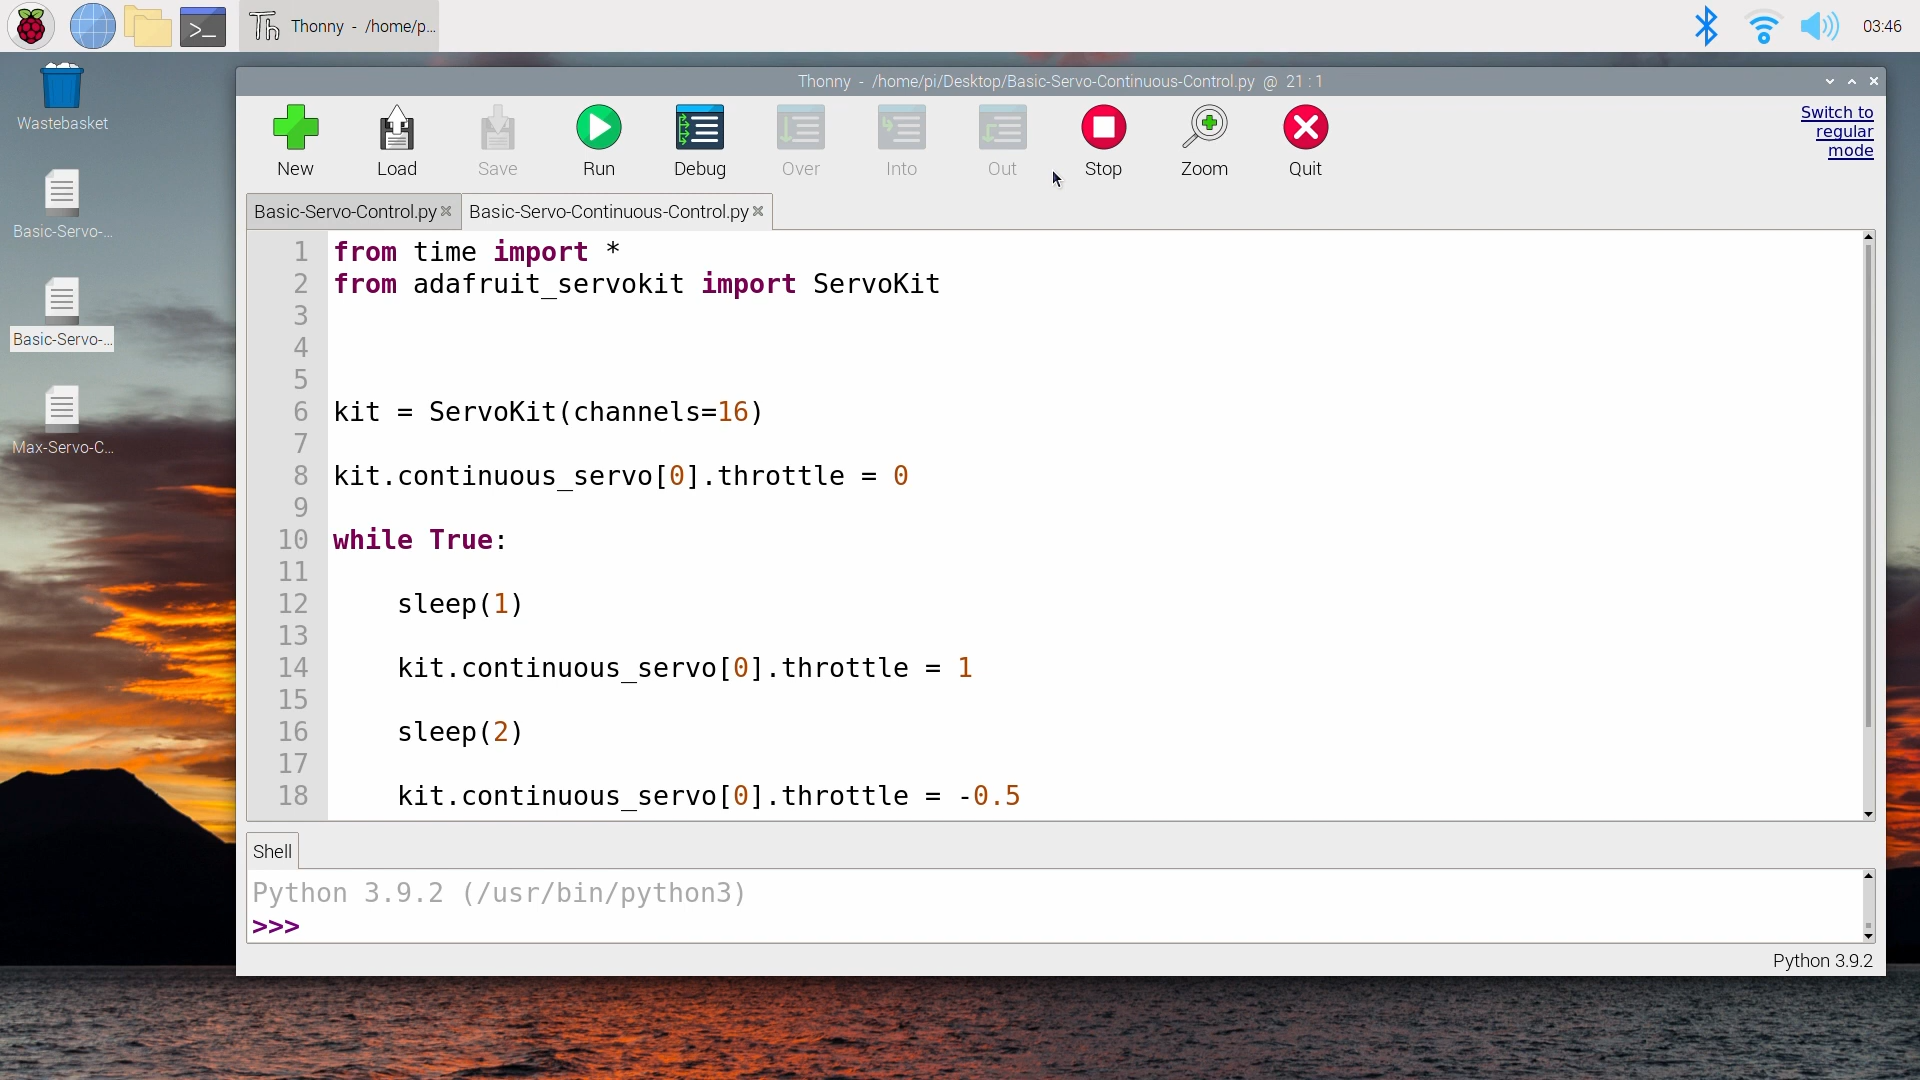 Thonny - /home/p...
03:46
Wastebasket
Basic-Servo-...
Basic-Servo-...
Max-Servo-C...
Thonny - /home/pi/Desktop/Basic-Servo-Continuous-Control.py @ 21 : 1
New
Load
Save
Run
Debug
Over
Into
Out
Stop
Zoom
Quit
Switch to
regular
mode
Basic-Servo-Control.py
Basic-Servo-Continuous-Control.py
1 from time import *
2 from adafruit_servokit import ServoKit
3
4
5
6 kit = ServoKit(channels=16)
7
8 kit.continuous_servo[0].throttle = 0
9
10 while True:
11
12     sleep(1)
13
14     kit.continuous_servo[0].throttle = 1
15
16     sleep(2)
17
18     kit.continuous_servo[0].throttle = -0.5
Shell
Python 3.9.2 (/usr/bin/python3)
>>>
Python 3.9.2